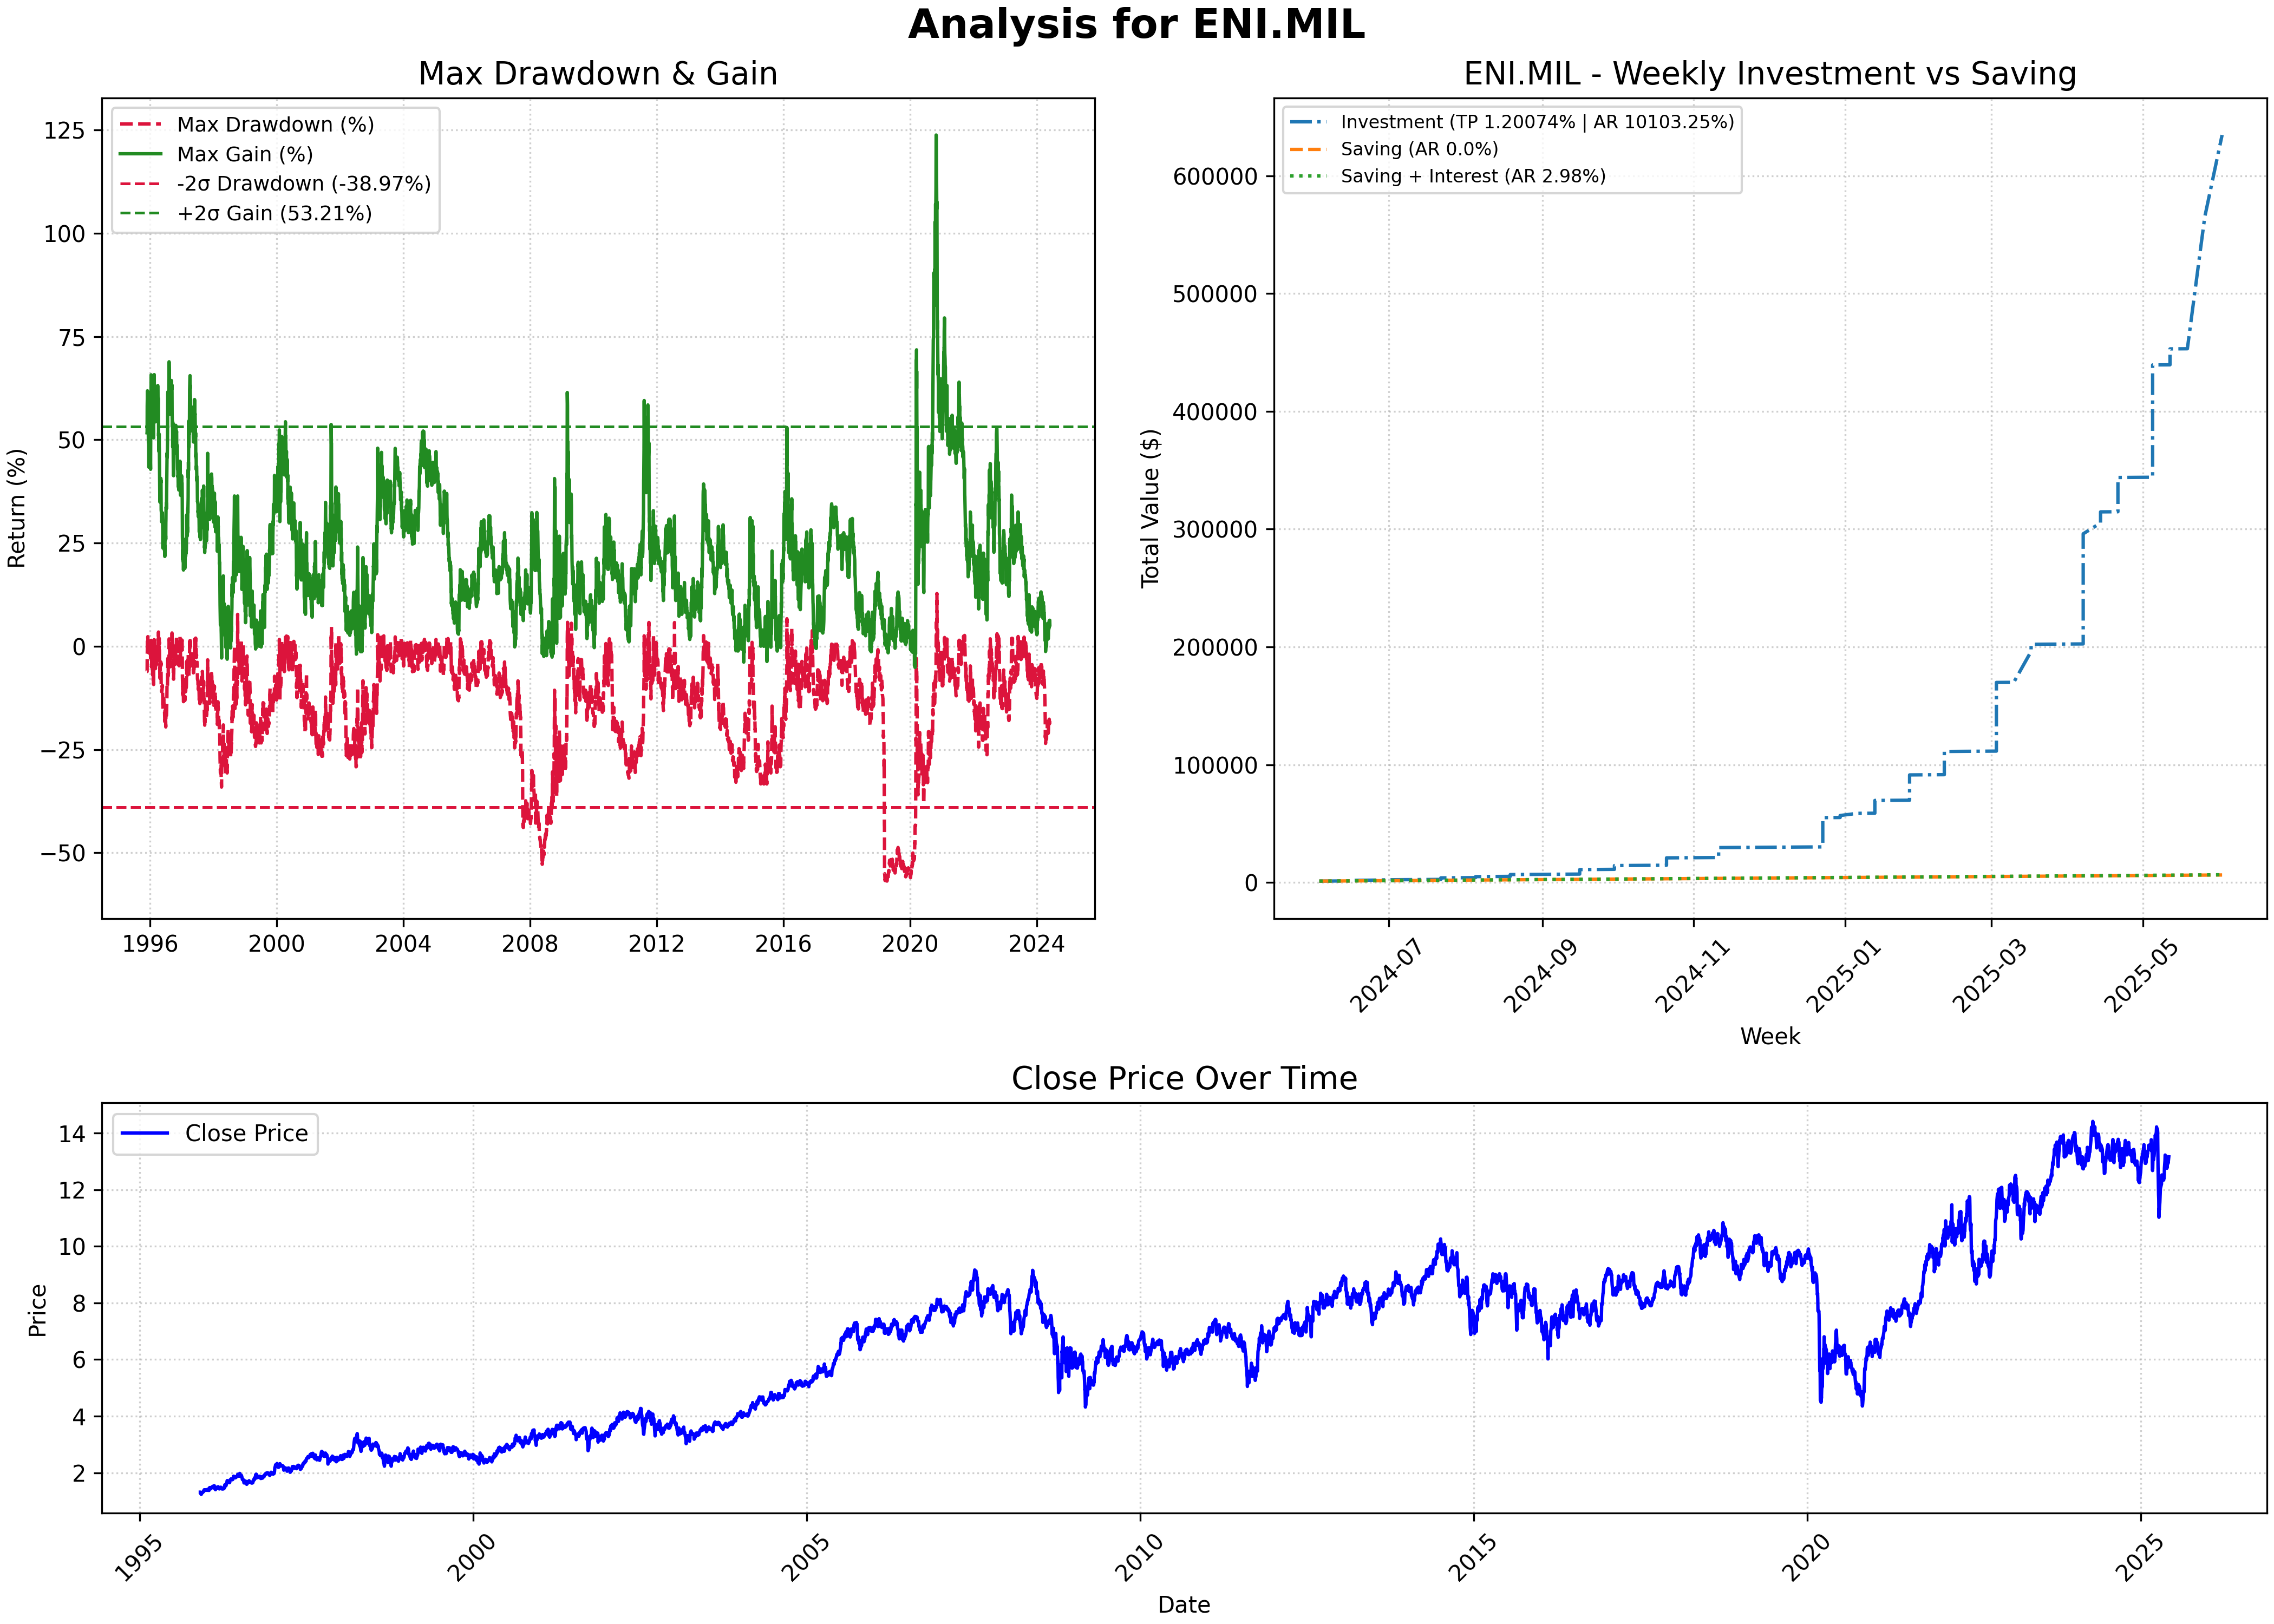 Analysis for ENI.MIL
Max Drawdown & Gain
Max Drawdown (%)
Max Gain (%)
-2σ Drawdown (-38.97%)
+2σ Gain (53.21%)
Return (%)
125
100
75
50
25
0
−25
−50
1996 2000 2004 2008 2012 2016 2020 2024
ENI.MIL - Weekly Investment vs Saving
Investment (TP 1.20074% | AR 10103.25%)
Saving (AR 0.0%)
Saving + Interest (AR 2.98%)
Total Value ($)
600000
500000
400000
300000
200000
100000
0
2024-07 2024-09 2024-11 2025-01 2025-03 2025-05
Week
Close Price Over Time
Close Price
Price
14
12
10
8
6
4
2
1995 2000 2005 2010 2015 2020 2025
Date